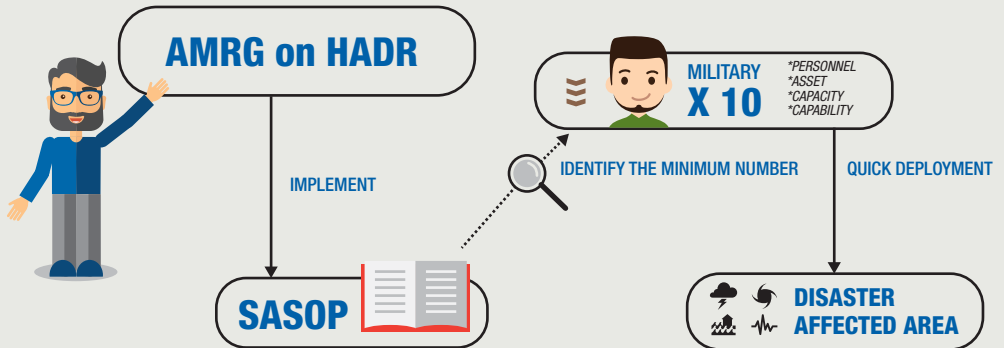 AMRG on HADR
MILITARY
X 10
*PERSONNEL
*ASSET
*CAPACITY
*CAPABILITY
IMPLEMENT
IDENTIFY THE MINIMUM NUMBER
QUICK DEPLOYMENT
SASOP
DISASTER
AFFECTED AREA